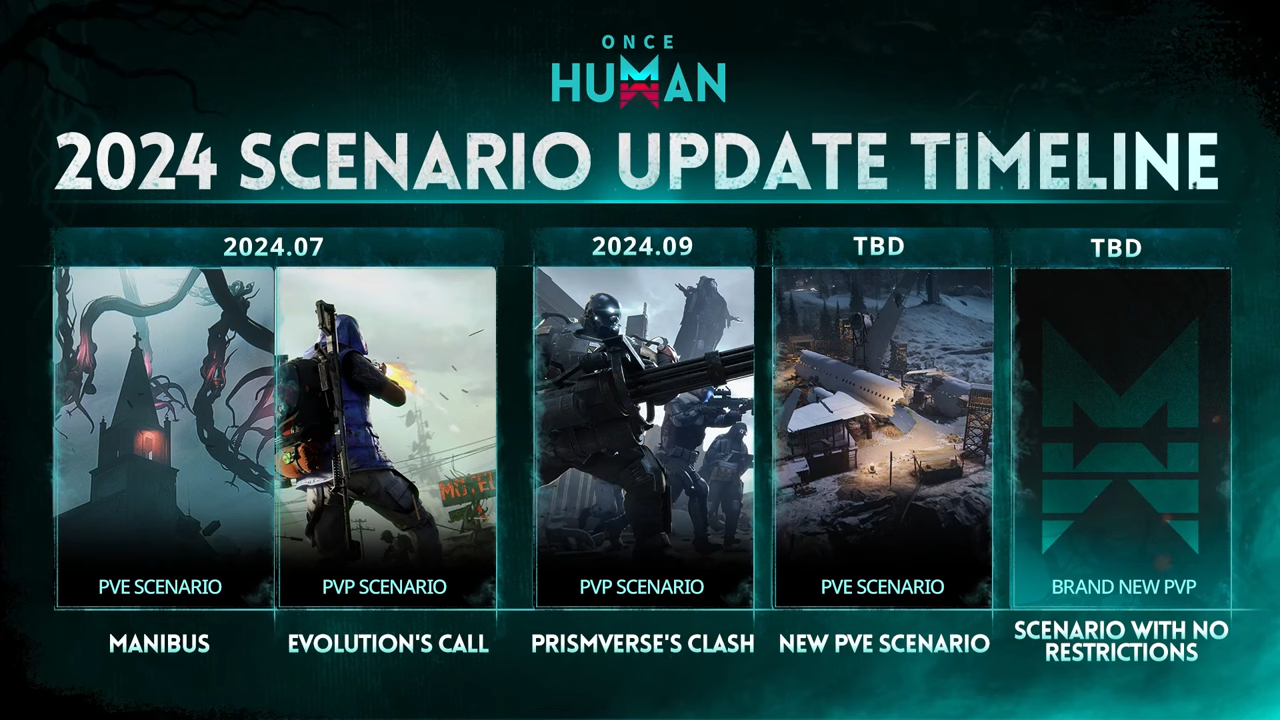 ONCE
HUMAN
2024 SCENARIO UPDATE TIMELINE
2024.07
2024.09
TBD
TBD
MOTEL
PVE SCENARIO
PVP SCENARIO
PVP SCENARIO
PVE SCENARIO
BRAND NEW PVP
MANIBUS
EVOLUTION'S CALL
PRISMVERSE'S CLASH
NEW PVE SCENARIO
SCENARIO WITH NO
RESTRICTIONS